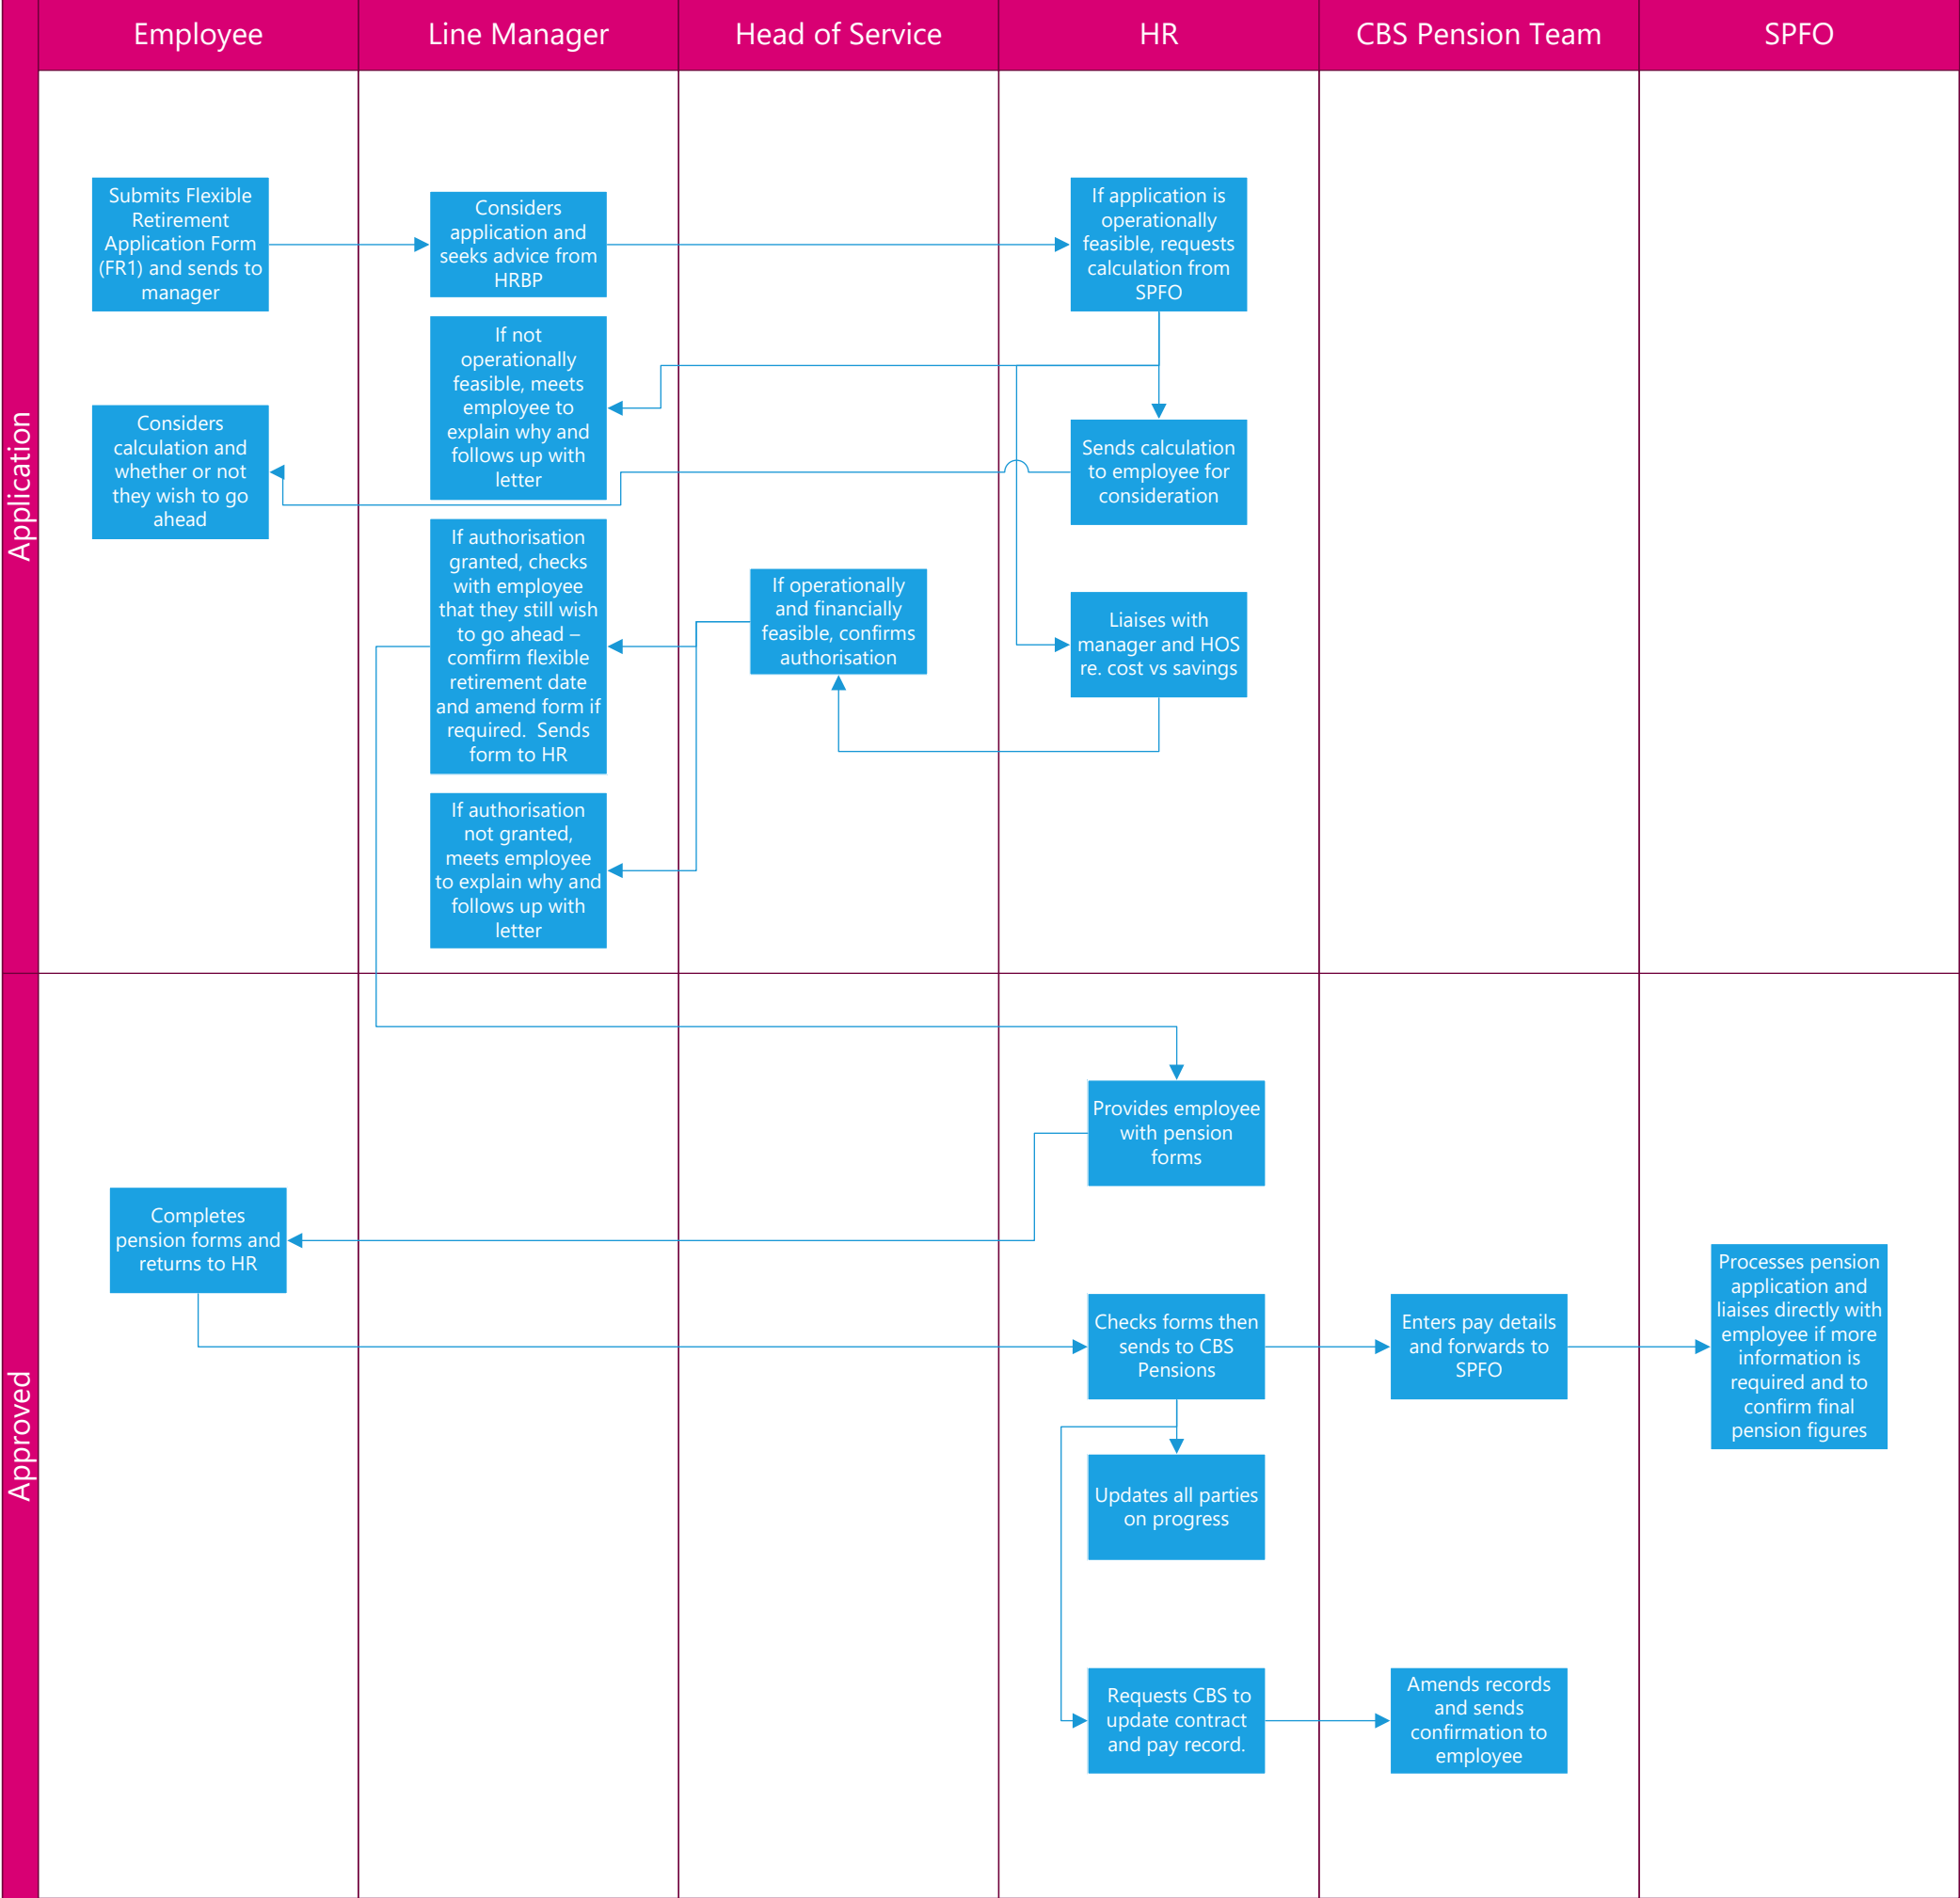 Employee
Line Manager
Head of Service
HR
CBS Pension Team
SPFO
Application
Submits Flexible
Retirement
Application Form
(FR1) and sends to
manager
Considers
application and
seeks advice from
HRBP
If application is
operationally
feasible, requests
calculation from
SPFO
If not
operationally
feasible, meets
employee to
explain why and
follows up with
letter
Considers
calculation and
whether or not
they wish to go
ahead
Sends calculation
to employee for
consideration
If authorisation
granted, checks
with employee
that they still wish
to go ahead –
comfirm flexible
retirement date
and amend form if
required.  Sends
form to HR
If operationally
and financially
feasible, confirms
authorisation
Liaises with
manager and HOS
re. cost vs savings
If authorisation
not granted,
meets employee
to explain why and
follows up with
letter
Approved
Provides employee
with pension
forms
Completes
pension forms and
returns to HR
Checks forms then
sends to CBS
Pensions
Enters pay details
and forwards to
SPFO
Processes pension
application and
liaises directly with
employee if more
information is
required and to
confirm final
pension figures
Updates all parties
on progress
Requests CBS to
update contract
and pay record.
Amends records
and sends
confirmation to
employee